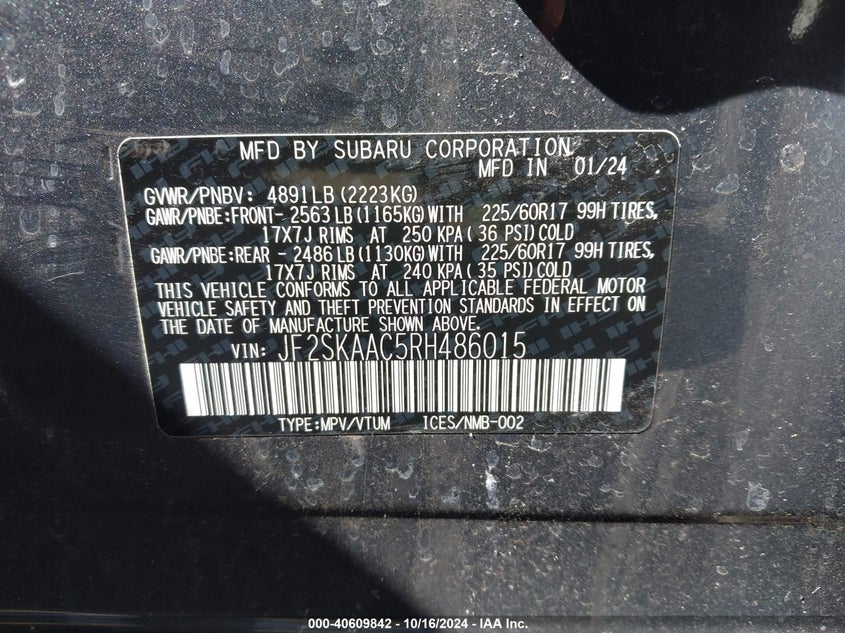 MFD BY SUBARU CORPORATION
MFD IN 01/24
GVWR/PNBV: 4891LB (2223KG)
GAWR/PNBE:FRONT- 2563 LB (1165KG) WITH 225/60R17 99H TIRES,
17X7J RIMS AT 250 KPA ( 36 PSI) COLD
GAWR/PNBE:REAR - 2486 LB (1130KG) WITH 225/60R17 99H TIRES,
17X7J RIMS AT 240 KPA ( 35 PSI) COLD
THIS VEHICLE CONFORMS TO ALL APPLICABLE FEDERAL MOTOR
VEHICLE SAFETY AND THEFT PREVENTION STANDARDS IN EFFECT ON
THE DATE OF MANUFACTURE SHOWN ABOVE.
VIN: JF2SKAAC5RH486015
TYPE:MPV/VTUM ICES/NMB-002
000-40609842 - 10/16/2024 - IAA Inc.